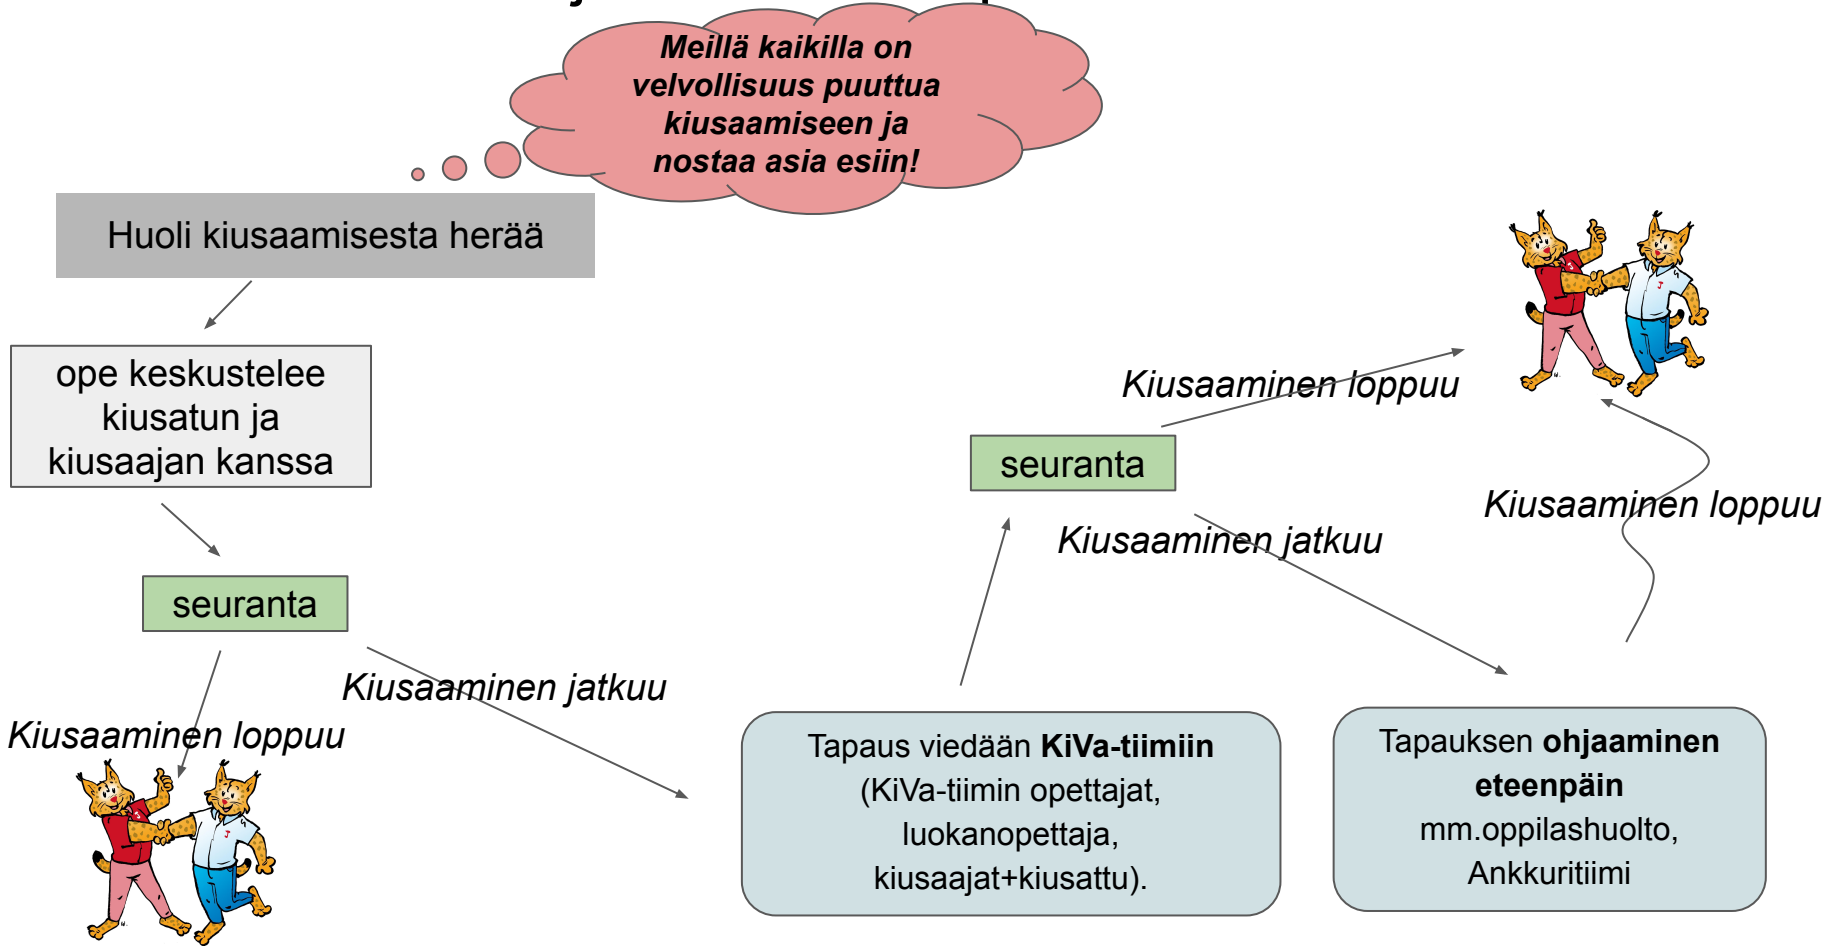 Meillä kaikilla on
velvollisuus puuttua
kiusaamiseen ja
nostaa asia esiin!
Huoli kiusaamisesta herää
ope keskustelee
kiusatun ja
kiusaajan kanssa
seuranta
Kiusaaminen loppuu
Kiusaaminen jatkuu
Tapaus viedään KiVa-tiimiin
(KiVa-tiimin opettajat,
luokanopettaja,
kiusaajat+kiusattu).
seuranta
Kiusaaminen loppuu
Kiusaaminen jatkuu
Tapauksen ohjaaminen
eteenpäin
mm.oppilashuolto,
Ankkuritiimi
Kiusaaminen loppuu